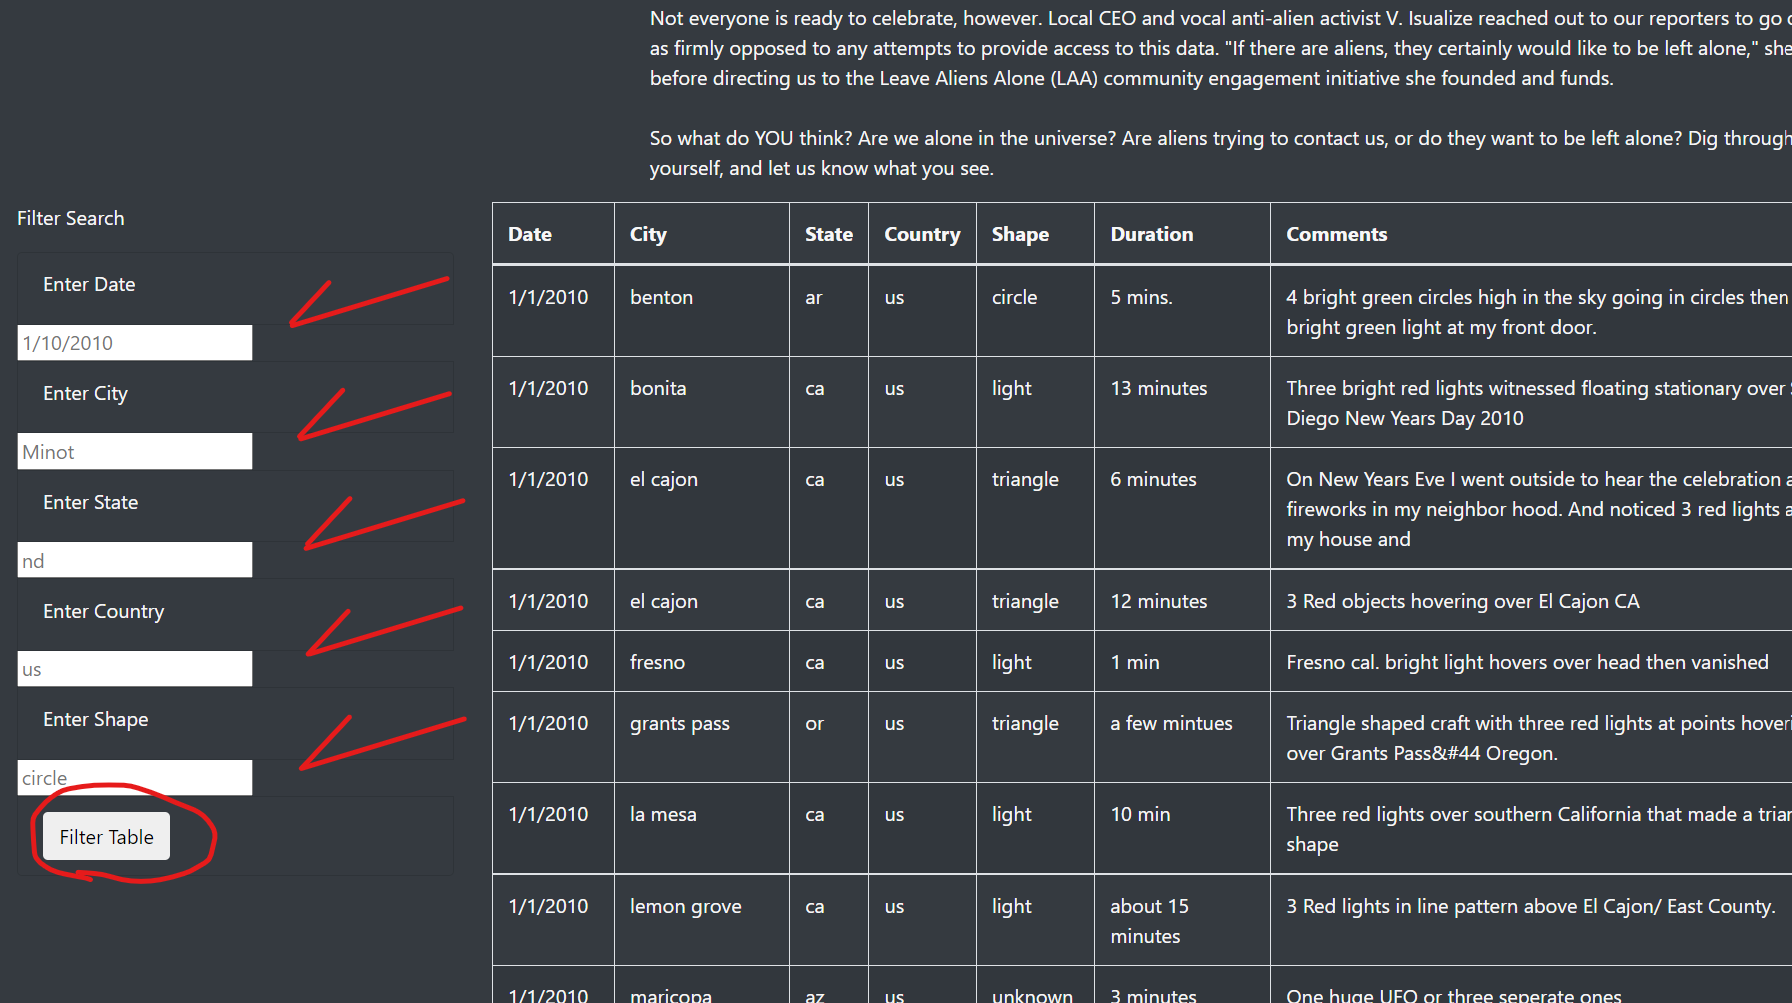 Not everyone is ready to celebrate, however. Local CEO and vocal anti-alien activist V. Isualize reached out to our reporters to go
as firmly opposed to any attempts to provide access to this data. "If there are aliens, they certainly would like to be left alone," she
before directing us to the Leave Aliens Alone (LAA) community engagement initiative she founded and funds.
So what do YOU think? Are we alone in the universe? Are aliens trying to contact us, or do they want to be left alone? Dig through
yourself, and let us know what you see.
Filter Search
Enter Date
1/10/2010
Enter City
Minot
Enter State
nd
Enter Country
us
Enter Shape
circle
Filter Table
Date City State Country Shape Duration Comments
1/1/2010 benton ar us circle 5 mins. 4 bright green circles high in the sky going in circles then
bright green light at my front door.
1/1/2010 bonita ca us light 13 minutes Three bright red lights witnessed floating stationary over
Diego New Years Day 2010
1/1/2010 el cajon ca us triangle 6 minutes On New Years Eve I went outside to hear the celebration
fireworks in my neighbor hood. And noticed 3 red lights
my house and
1/1/2010 el cajon ca us triangle 12 minutes 3 Red objects hovering over El Cajon CA
1/1/2010 fresno ca us light 1 min Fresno cal. bright light hovers over head then vanished
1/1/2010 grants pass or us triangle a few mintues Triangle shaped craft with three red lights at points
over Grants Pass&#44 Oregon.
1/1/2010 la mesa ca us light 10 min Three red lights over southern California that made a
shape
1/1/2010 lemon grove ca us light about 15 3 Red lights in line pattern above El Cajon/ East County.
minutes
1/1/2010 maricopa az us unknown 3 minutes One huge UFO or three seperate ones